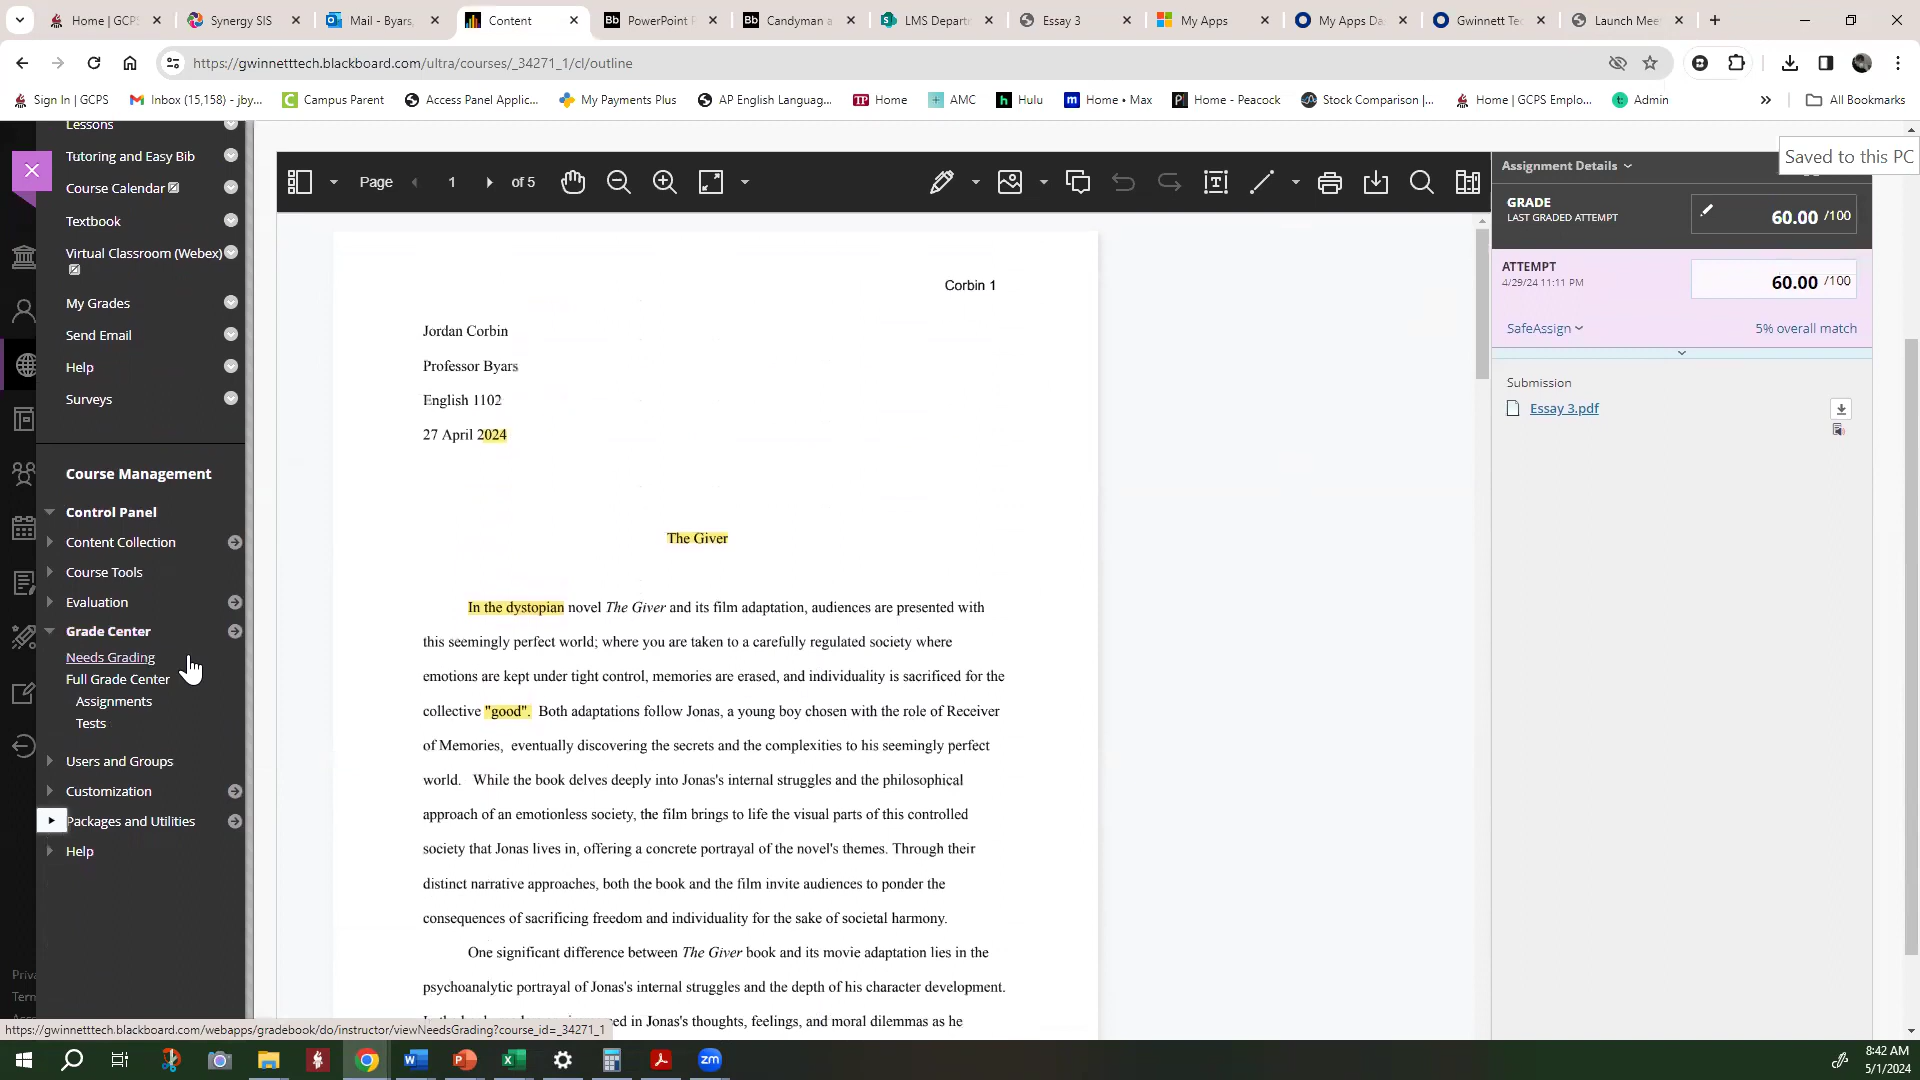 Home | GCPS
Synergy SIS
Mail - Byars,
Content
PowerPoint
Candyman a
LMS Depart
Essay 3
My Apps
My Apps Da
Gwinnett Te
Launch Mee
https://gwinnetttech.blackboard.com/ultra/courses/_34271_1/cl/outline
Sign In | GCPS
Inbox (15,158) - jby...
Campus Parent
Access Panel Applic...
My Payments Plus
AP English Languag...
Home
AMC
Hulu
Home • Max
Home - Peacock
Stock Comparison |...
Home | GCPS Emplo...
Admin
All Bookmarks
Lessons
Tutoring and Easy Bib
Course Calendar
Textbook
Virtual Classroom (Webex)
My Grades
Send Email
Help
Surveys
Course Management
Control Panel
Content Collection
Course Tools
Evaluation
Grade Center
Needs Grading
Full Grade Center
Assignments
Tests
Users and Groups
Customization
Packages and Utilities
Help
Priva
Term
Page 1 of 5
Corbin 1
Jordan Corbin
Professor Byars
English 1102
27 April 2024
The Giver
In the dystopian novel The Giver and its film adaptation, audiences are presented with
this seemingly perfect world; where you are taken to a carefully regulated society where
emotions are kept under tight control, memories are erased, and individuality is sacrificed for the
collective "good". Both adaptations follow Jonas, a young boy chosen with the role of Receiver
of Memories, eventually discovering the secrets and the complexities to his seemingly perfect
world. While the book delves deeply into Jonas's internal struggles and the philosophical
approach of an emotionless society, the film brings to life the visual parts of this controlled
society that Jonas lives in, offering a concrete portrayal of the novel's themes. Through their
distinct narrative approaches, both the book and the film invite audiences to ponder the
consequences of sacrificing freedom and individuality for the sake of societal harmony.
One significant difference between The Giver book and its movie adaptation lies in the
psychoanalytic portrayal of Jonas's internal struggles and the depth of his character development.
ed in Jonas's thoughts, feelings, and moral dilemmas as he
Assignment Details
Saved to this PC
GRADE
LAST GRADED ATTEMPT
60.00 /100
ATTEMPT
4/29/24 11:11 PM
60.00 /100
SafeAssign
5% overall match
Submission
Essay 3.pdf
https://gwinnetttech.blackboard.com/webapps/gradebook/do/instructor/viewNeedsGrading?course_id=_34271_1
8:42 AM
5/1/2024